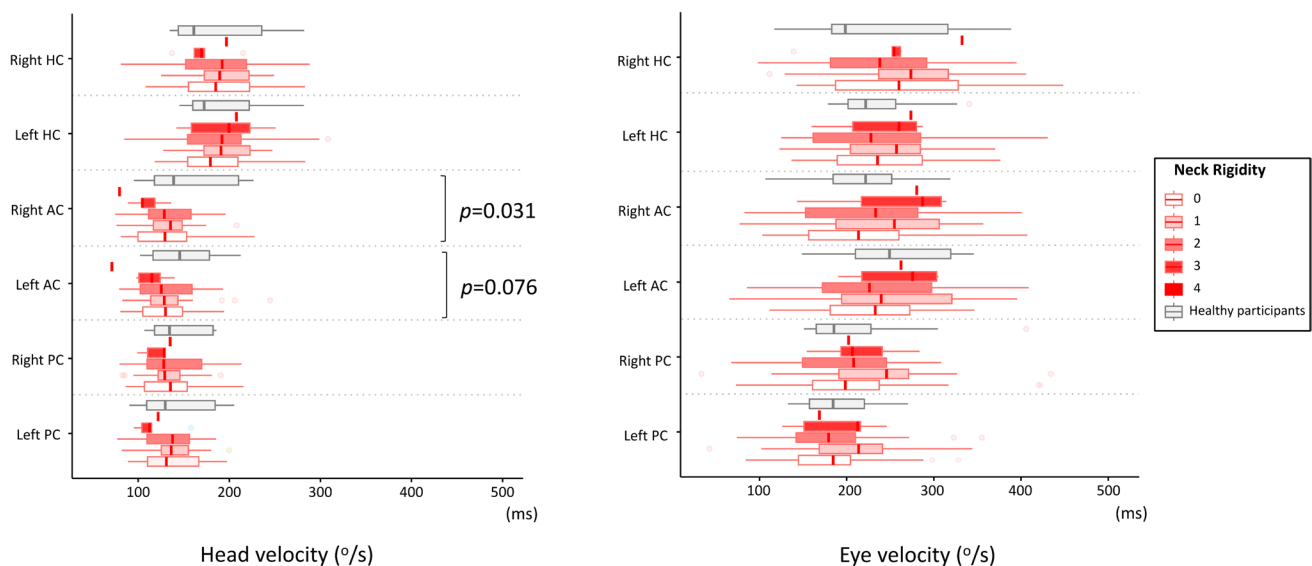 Right HC
Left HC
Right AC
Left AC
Right PC
Left PC
p=0.031
p=0.076
100 200 300 400 500
(ms)
Head velocity (°/s)
Right HC
Left HC
Right AC
Left AC
Right PC
Left PC
100 200 300 400 500
(ms)
Eye velocity (°/s)
Neck Rigidity
0
1
2
3
4
Healthy participants